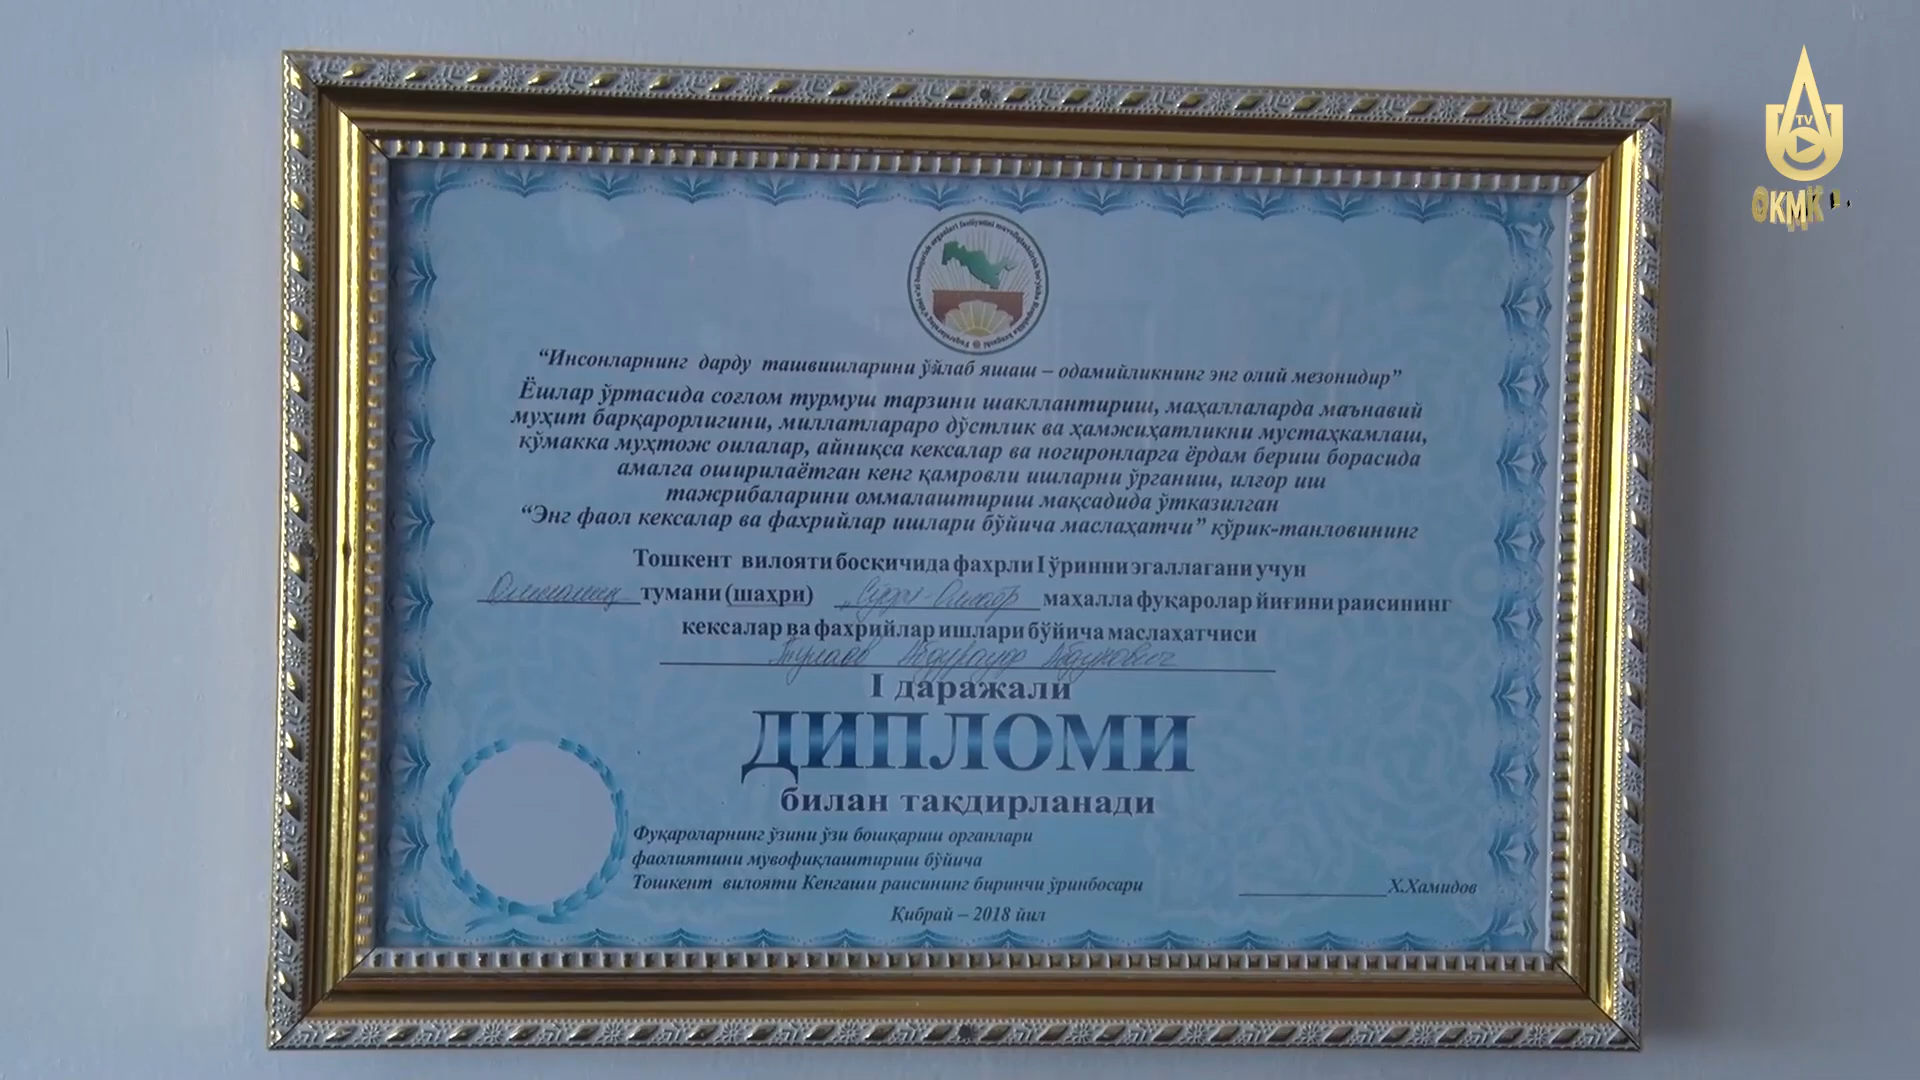 TV
ОКМК
“Инсонларнинг дарду ташвишларини ўйлаб яшаш – одамийликнинг энг олий мезонидир”
Ёшлар ўртасида соғлом турмуш тарзини шакллантириш, маҳаллаларда маънавий
муҳит барқарорлигини, миллатлараро дўстлик ва ҳамжиҳатликни мустаҳкамлаш,
кўмакка муҳтож оилалар, айниқса кексалар ва ногиронларга ёрдам бериш борасида
амалга оширилаётган кенг қамровли ишларни ўрганиш, илғор иш
тажрибаларини оммалаштириш мақсадида ўтказилган
“Энг фаол кексалар ва фахрийлар ишлари бўйича маслаҳатчи” кўрик-танловининг
Тошкент вилояти босқичида фахрли I ўринни эгаллагани учун
тумани (шаҳри) маҳалла фуқаролар йиғини раисининг
кексалар ва фахрийлар ишлари бўйича маслаҳатчиси
I даражали
ДИПЛОМИ
билан тақдирланади
Фуқароларнинг ўзини ўзи бошқариш органлари
фаолиятини мувофиқлаштириш бўйича
Тошкент вилояти Кенгаши раисининг биринчи ўринбосари Х.Хамидов
Қибрай – 2018 йил